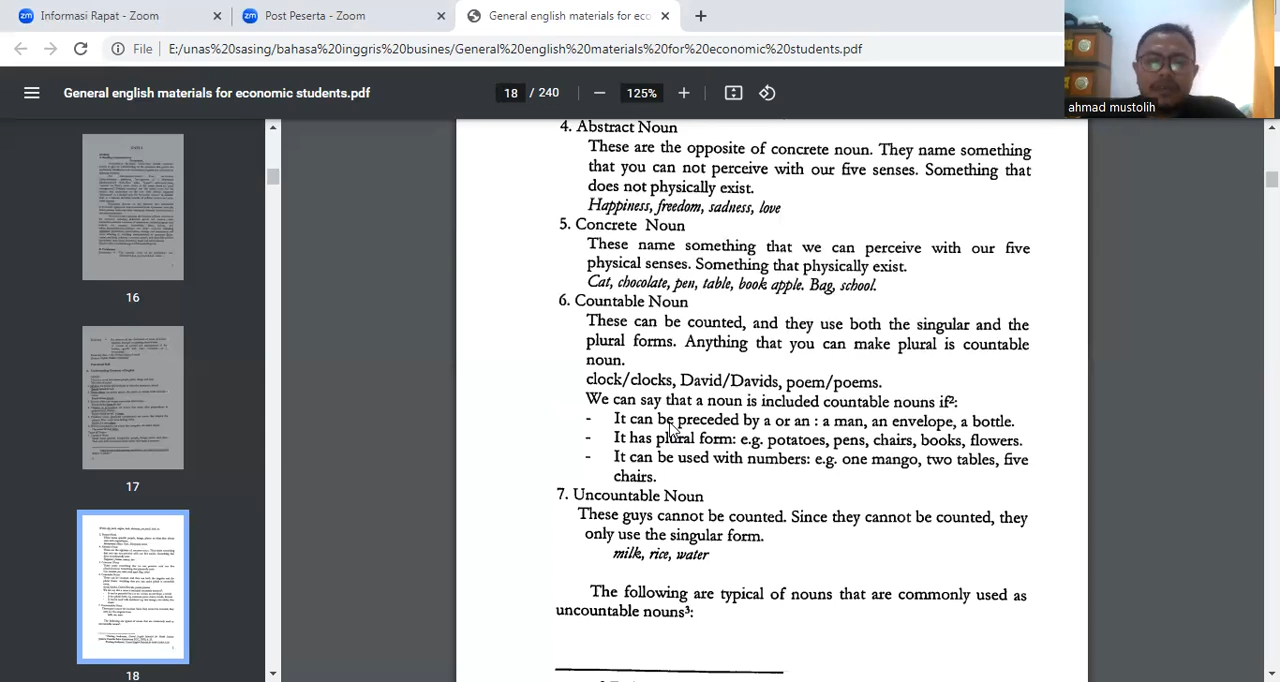 Informasi Rapat - Zoom
Post Peserta - Zoom
General english materials for eco
File
E:/unas%20sasing/bahasa%20inggris%20busines/General%20english%20materials%20for%20economic%20students.pdf
General english materials for economic students.pdf
18 / 240
125%
ahmad mustolih
16
17
18
4. Abstract Noun
These are the opposite of concrete noun. They name something
that you can not perceive with our five senses. Something that
does not physically exist.
Happiness, freedom, sadness, love
5. Concrete Noun
These name something that we can perceive with our five
physical senses. Something that physically exist.
Cat, chocolate, pen, table, book apple. Bag, school.
6. Countable Noun
These can be counted, and they use both the singular and the
plural forms. Anything that you can make plural is countable
noun.
clock/clocks, David/Davids, poem/poems.
We can say that a noun is included countable nouns if²:
- It can be preceded by a or an : a man, an envelope, a bottle.
- It has plural form: e.g. potatoes, pens, chairs, books, flowers.
- It can be used with numbers: e.g. one mango, two tables, five
chairs.
7. Uncountable Noun
These guys cannot be counted. Since they cannot be counted, they
only use the singular form.
milk, rice, water
The following are typical of nouns that are commonly used as
uncountable nouns³: